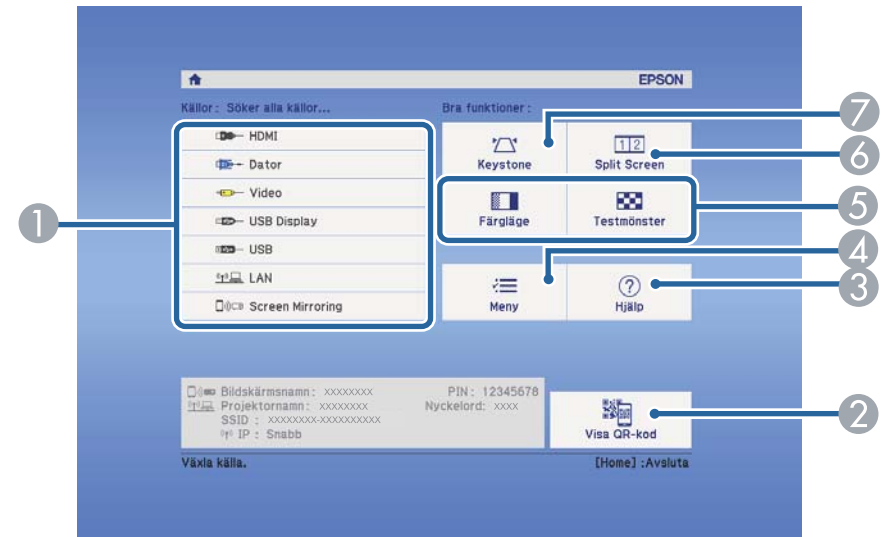 EPSON
Källor : Söker alla källor...
Bra funktioner :
HDMI
Dator
Video
USB Display
USB
LAN
Screen Mirroring
Keystone
1 2
Split Screen
Färgläge
Testmönster
Meny
?
Hjälp
Bildskärmsnamn : xxxxxxxx
PIN : 12345678
Projektornamn : xxxxxxxx
Nyckelord: xxxx
SSID : xxxxxxxx-xxxxxxxxxx
IP : Snabb
Visa QR-kod
Växla källa.
[Home] :Avsluta
1
7
6
5
4
3
2